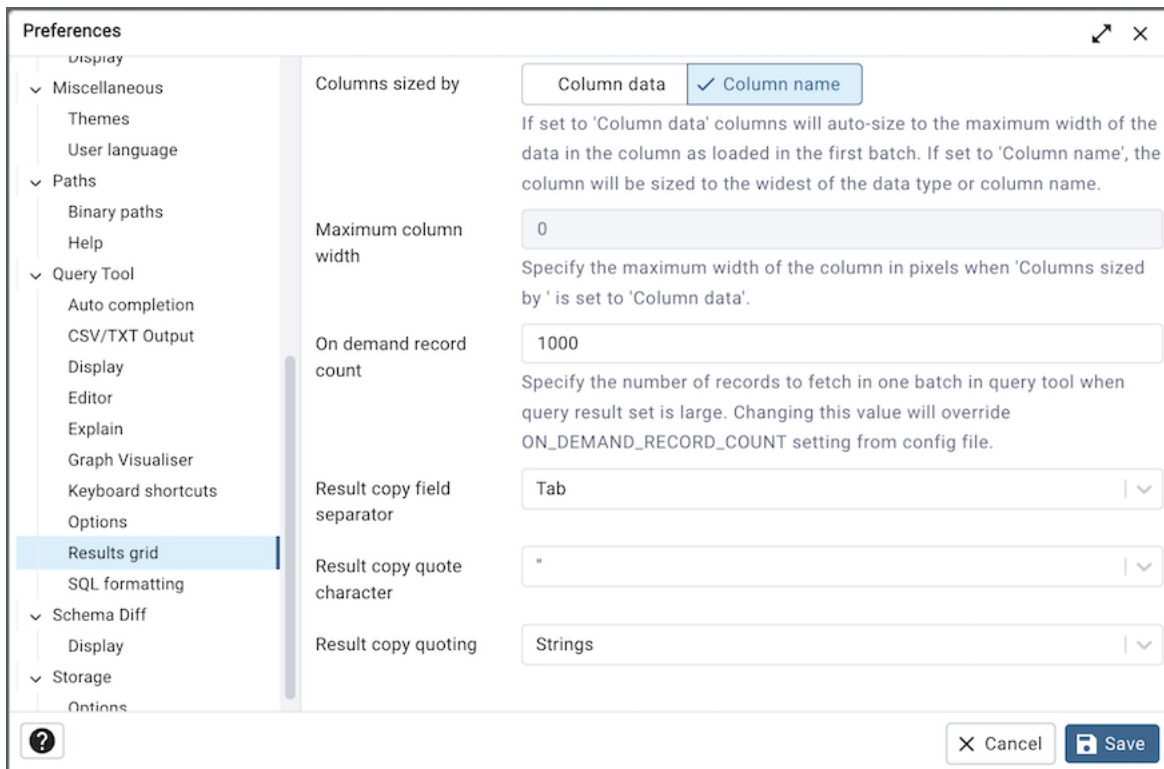 Preferences
Display
Miscellaneous
Themes
User language
Paths
Binary paths
Help
Query Tool
Auto completion
CSV/TXT Output
Display
Editor
Explain
Graph Visualiser
Keyboard shortcuts
Options
Results grid
SQL formatting
Schema Diff
Display
Storage
Options
Columns sized by
Column data
Column name
If set to 'Column data' columns will auto-size to the maximum width of the
data in the column as loaded in the first batch. If set to 'Column name', the
column will be sized to the widest of the data type or column name.
Maximum column
width
0
Specify the maximum width of the column in pixels when 'Columns sized
by ' is set to 'Column data'.
On demand record
count
1000
Specify the number of records to fetch in one batch in query tool when
query result set is large. Changing this value will override
ON_DEMAND_RECORD_COUNT setting from config file.
Result copy field
separator
Tab
Result copy quote
character
"
Result copy quoting
Strings
?
Cancel
Save